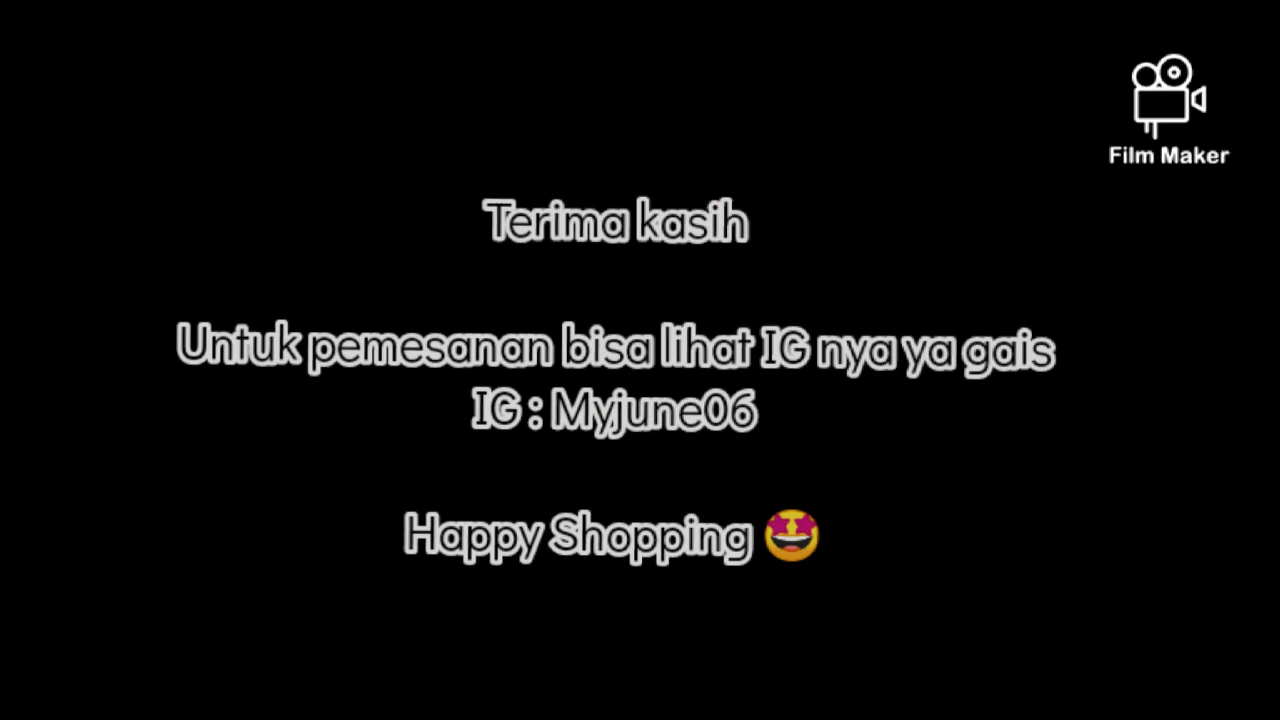 Film Maker
Terima kasih
Untuk pemesanan bisa lihat IG nya ya gais
IG : Myjune06
Happy Shopping 🤩